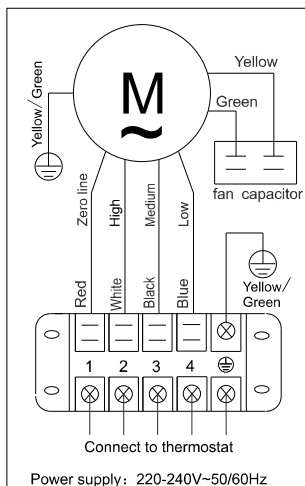 Yellow
Green
Yellow/Green
M
~
fan capacitor
Zero line
High
Medium
Low
Red
White
Black
Blue
Yellow/
Green
1 2 3 4
Connect to thermostat
Power supply: 220-240V~50/60Hz